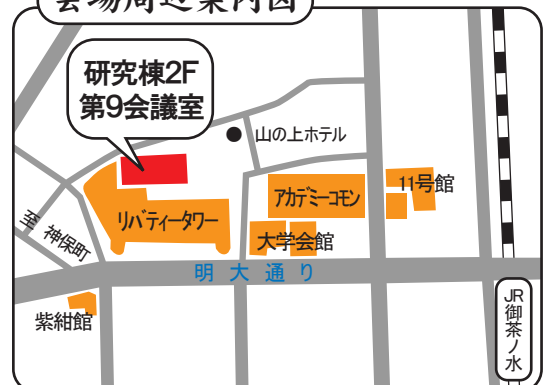 会場周辺案内図
研究棟2F
第9会議室
山の上ホテル
アカデミーコモン
11号館
リバティータワー
大学会館
至 神保町
明大通り
紫紺館
JR御茶ノ水